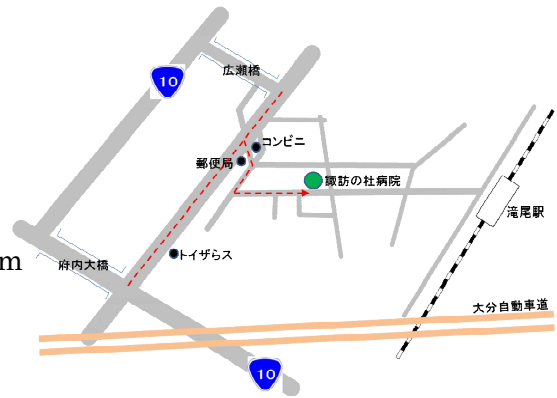 広瀬橋
10
コンビニ
郵便局
諏訪の杜病院
滝尾駅
トイザらス
m
府内大橋
大分自動車道
10